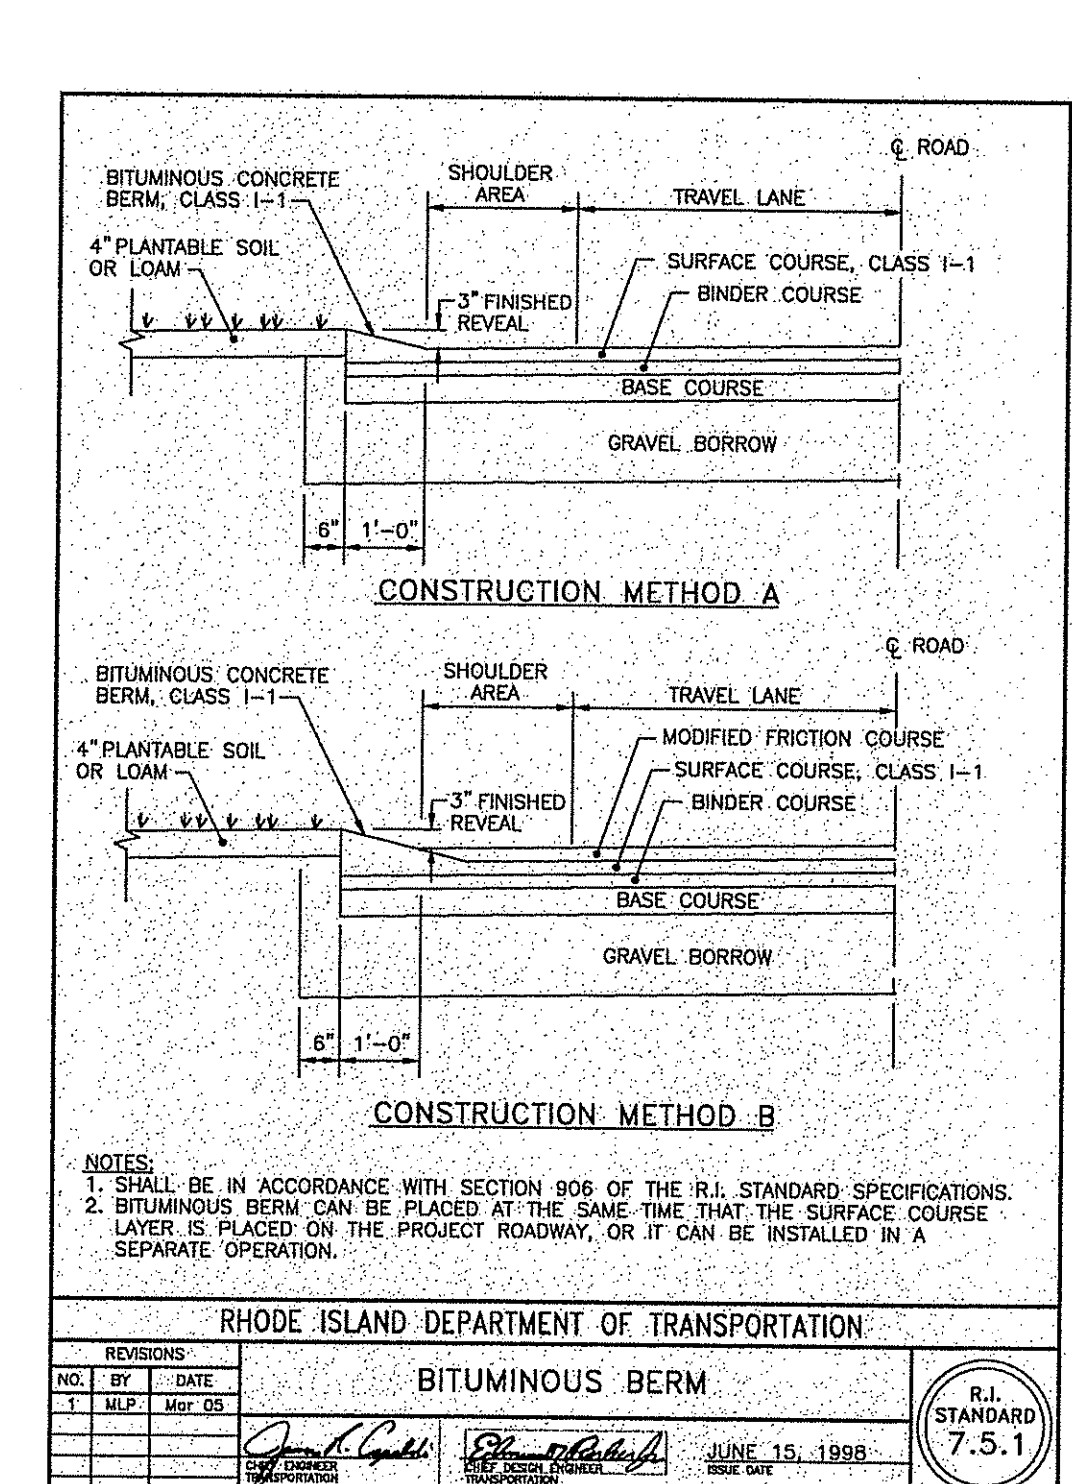 ℄ ROAD
BITUMINOUS CONCRETE
BERM, CLASS I-1
SHOULDER
AREA
TRAVEL LANE
4" PLANTABLE SOIL
OR LOAM
SURFACE COURSE, CLASS I-1
BINDER COURSE
3" FINISHED
REVEAL
BASE COURSE
GRAVEL BORROW
6" 1'-0"
CONSTRUCTION METHOD A
℄ ROAD
BITUMINOUS CONCRETE
BERM, CLASS I-1
SHOULDER
AREA
TRAVEL LANE
4" PLANTABLE SOIL
OR LOAM
MODIFIED FRICTION COURSE
SURFACE COURSE, CLASS I-1
BINDER COURSE
3" FINISHED
REVEAL
BASE COURSE
GRAVEL BORROW
6" 1'-0"
CONSTRUCTION METHOD B
NOTES:
1. SHALL BE IN ACCORDANCE WITH SECTION 906 OF THE R.I. STANDARD SPECIFICATIONS.
2. BITUMINOUS BERM CAN BE PLACED AT THE SAME TIME THAT THE SURFACE COURSE
LAYER IS PLACED ON THE PROJECT ROADWAY, OR IT CAN BE INSTALLED IN A
SEPARATE OPERATION.
RHODE ISLAND DEPARTMENT OF TRANSPORTATION
REVISIONS
NO. BY DATE
1 MLP Mar 05
BITUMINOUS BERM
CHIEF ENGINEER
TRANSPORTATION
CHIEF DESIGN ENGINEER
TRANSPORTATION
JUNE 15, 1998
ISSUE DATE
R.I.
STANDARD
7.5.1